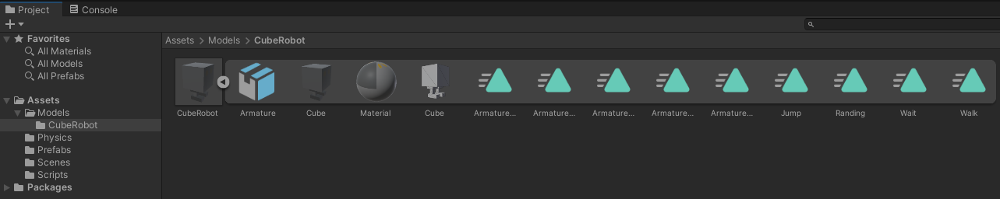 Project Console
Favorites
All Materials
All Models
All Prefabs
Assets
Models
CubeRobot
Physics
Prefabs
Scenes
Scripts
Packages
Assets > Models > CubeRobot
CubeRobot Armature Cube Material Cube Armature... Armature... Armature... Armature... Armature... Jump Randing Wait Walk